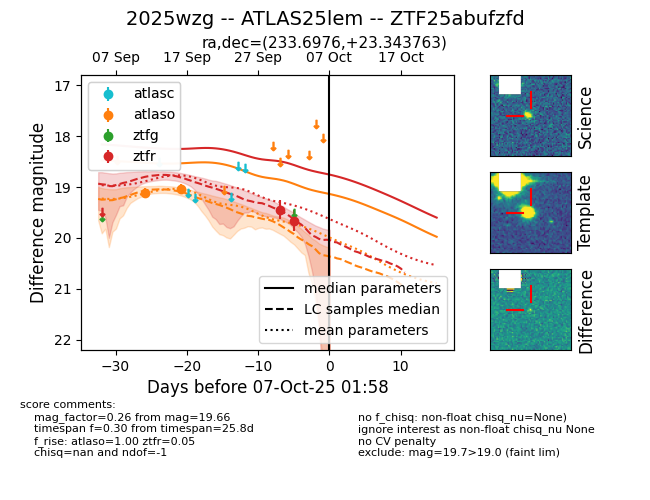 2025wzg -- ATLAS25lem -- ZTF25abufzfd
ra,dec=(233.6976,+23.343763)
07 Sep 17 Sep 27 Sep 07 Oct 17 Oct
17
18
19
20
21
22
Difference magnitude
atlasc
atlaso
ztfg
ztfr
median parameters
LC samples median
mean parameters
−30 −20 −10 0 10
Days before 07-Oct-25 01:58
Science
Template
Difference
score comments:
mag_factor=0.26 from mag=19.66
timespan f=0.30 from timespan=25.8d
f_rise: atlaso=1.00 ztfr=0.05
chisq=nan and ndof=-1
no f_chisq: non-float chisq_nu=None)
ignore interest as non-float chisq_nu None
no CV penalty
exclude: mag=19.7>19.0 (faint lim)